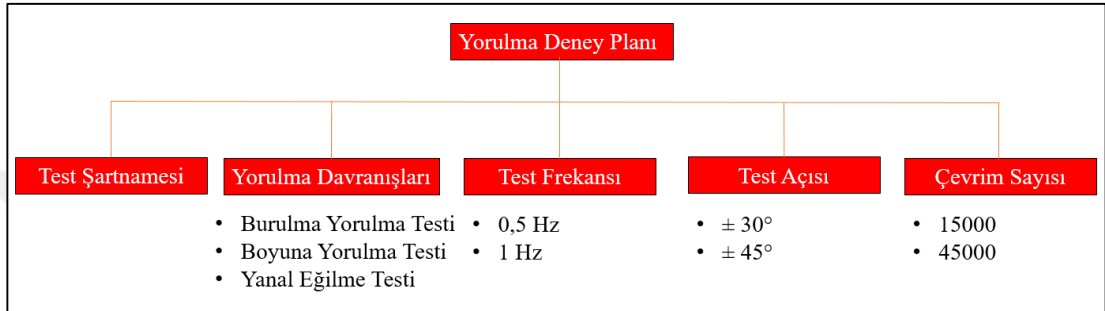 Yorulma Deney Planı
Test Şartnamesi
Yorulma Davranışları
Test Frekansı
Test Açısı
Çevrim Sayısı
• Burulma Yorulma Testi
• Boyuna Yorulma Testi
• Yanal Eğilme Testi
• 0,5 Hz
• 1 Hz
• ± 30°
• ± 45°
• 15000
• 45000